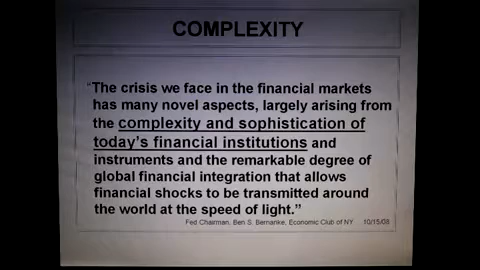 COMPLEXITY
“The crisis we face in the financial markets
has many novel aspects, largely arising from
the complexity and sophistication of
today’s financial institutions and
instruments and the remarkable degree of
global financial integration that allows
financial shocks to be transmitted around
the world at the speed of light.”
Fed Chairman, Ben S. Bernanke, Economic Club of NY 10/15/08